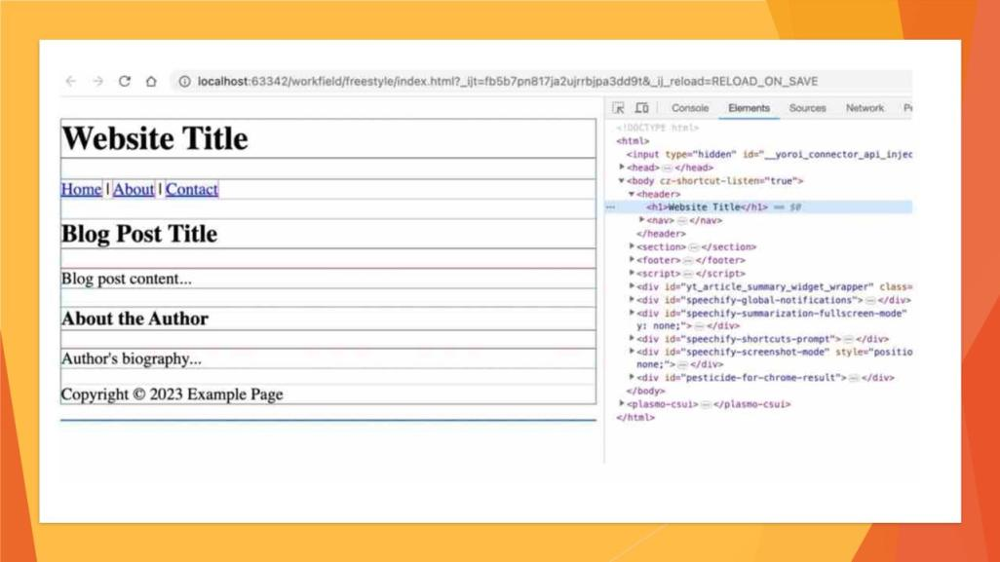 localhost:63342/workfield/freestyle/index.html?_ijt=fb5b7pn817ja2ujrrbjpa3dd9t&_ij_reload=RELOAD_ON_SAVE
Website Title
Home | About | Contact
Blog Post Title
Blog post content...
About the Author
Author's biography...
Copyright © 2023 Example Page
Console Elements Sources Network
<!DOCTYPE html>
<html>
<input type="hidden" id="__yoroi_connector_api_injec
<head> </head>
<body cz-shortcut-listen="true">
<header>
<h1>Website Title</h1> == $0
<nav> </nav>
</header>
<section> </section>
<footer> </footer>
<script> </script>
<div id="yt_article_summary_widget_wrapper" class=
<div id="speechify-global-notifications"> </div>
<div id="speechify-summarization-fullscreen-mode"
y: none;"> </div>
<div id="speechify-shortcuts-prompt"> </div>
<div id="speechify-screenshot-mode" style="positio
none;"> </div>
<div id="pesticide-for-chrome-result"> </div>
</body>
<plasmo-csui> </plasmo-csui>
</html>